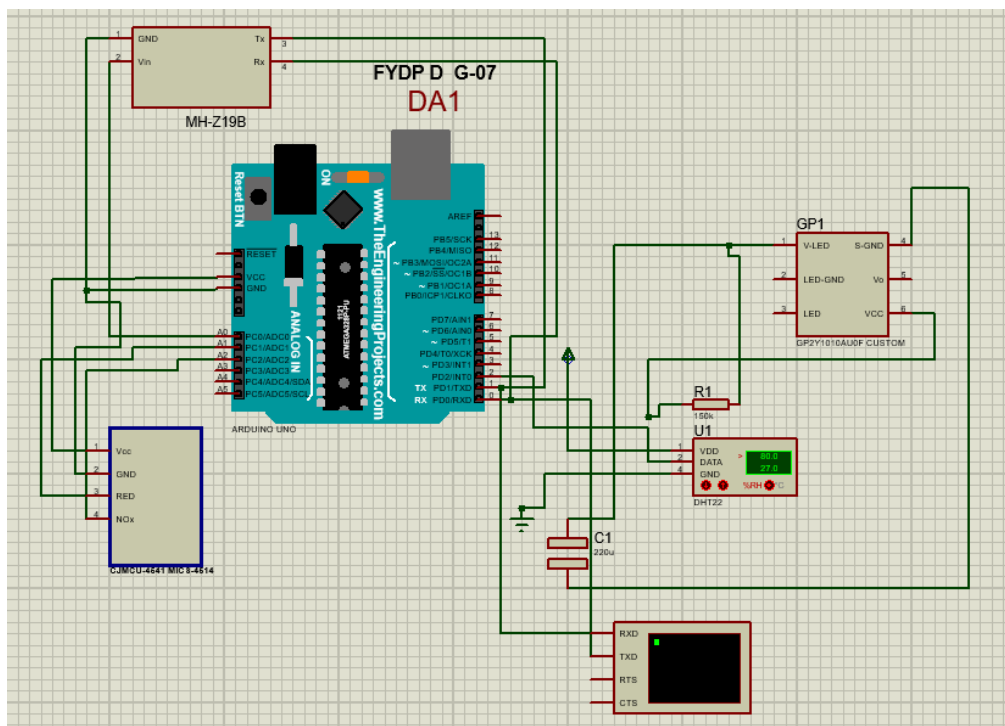 1 GND Tx 3
2 Vin Rx 4
MH-Z19B
FYDP D G-07
DA1
Reset BTN
ON
www.TheEngineeringProjects.com
AREF
PB5/SCK 13
PB4/MISO 12
~ PB3/MOSI/OC2A 11
~ PB2/SS/OC1B 10
~ PB1/OC1A 9
PB0/ICP1/CLKO 8
RESET
VCC
GND
ANALOG IN
A0 PC0/ADC0
A1 PC1/ADC1
A2 PC2/ADC2
A3 PC3/ADC3
A4 PC4/ADC4/SDA
A5 PC5/ADC5/SCL
PD7/AIN1 7
~ PD6/AIN0 6
~ PD5/T1 5
PD4/T0/XCK 4
~ PD3/INT1 3
PD2/INT0 2
TX PD1/TXD 1
RX PD0/RXD 0
ARDUINO UNO
GP1
1 V-LED S-GND 4
2 LED-GND Vo 5
3 LED VCC 6
GP2Y1010AU0F CUSTOM
R1
150k
U1
1 VDD
2 DATA
4 GND
> 80.0
27.0
%RH °C
DHT22
1 Vcc
2 GND
3 RED
4 NOx
CJMCU-4541 MICS-4514
C1
220u
RXD
TXD
RTS
CTS